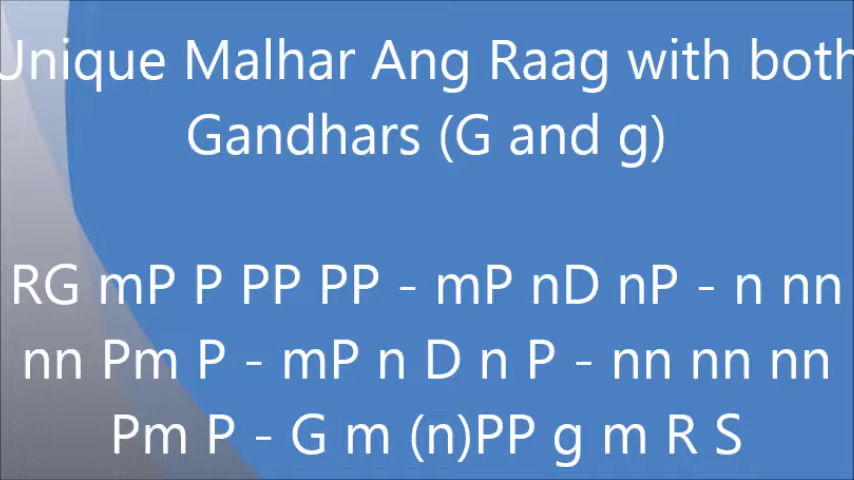 Unique Malhar Ang Raag with both
Gandhars (G and g)
RG mP P PP PP - mP nD nP - n nn
nn Pm P - mP n D n P - nn nn nn
Pm P - G m (n)PP g m R S